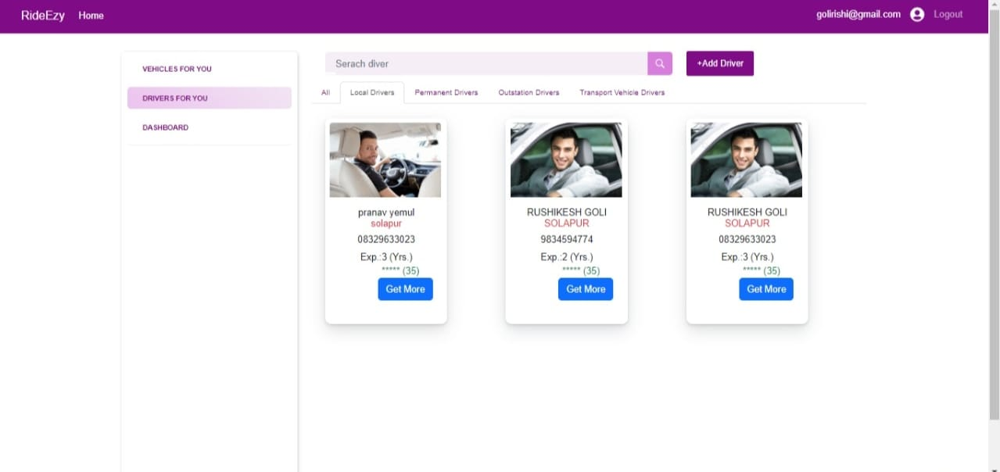 RideEzy Home golirishi@gmail.com Logout
VEHICLES FOR YOU
DRIVERS FOR YOU
DASHBOARD
Serach diver
+Add Driver
All Local Drivers Permanent Drivers Outstation Drivers Transport Vehicle Drivers
pranav yemul
solapur
08329633023
Exp.:3 (Yrs.)
***** (35)
Get More
RUSHIKESH GOLI
SOLAPUR
9834594774
Exp.:2 (Yrs.)
***** (35)
Get More
RUSHIKESH GOLI
SOLAPUR
08329633023
Exp.:3 (Yrs.)
***** (35)
Get More